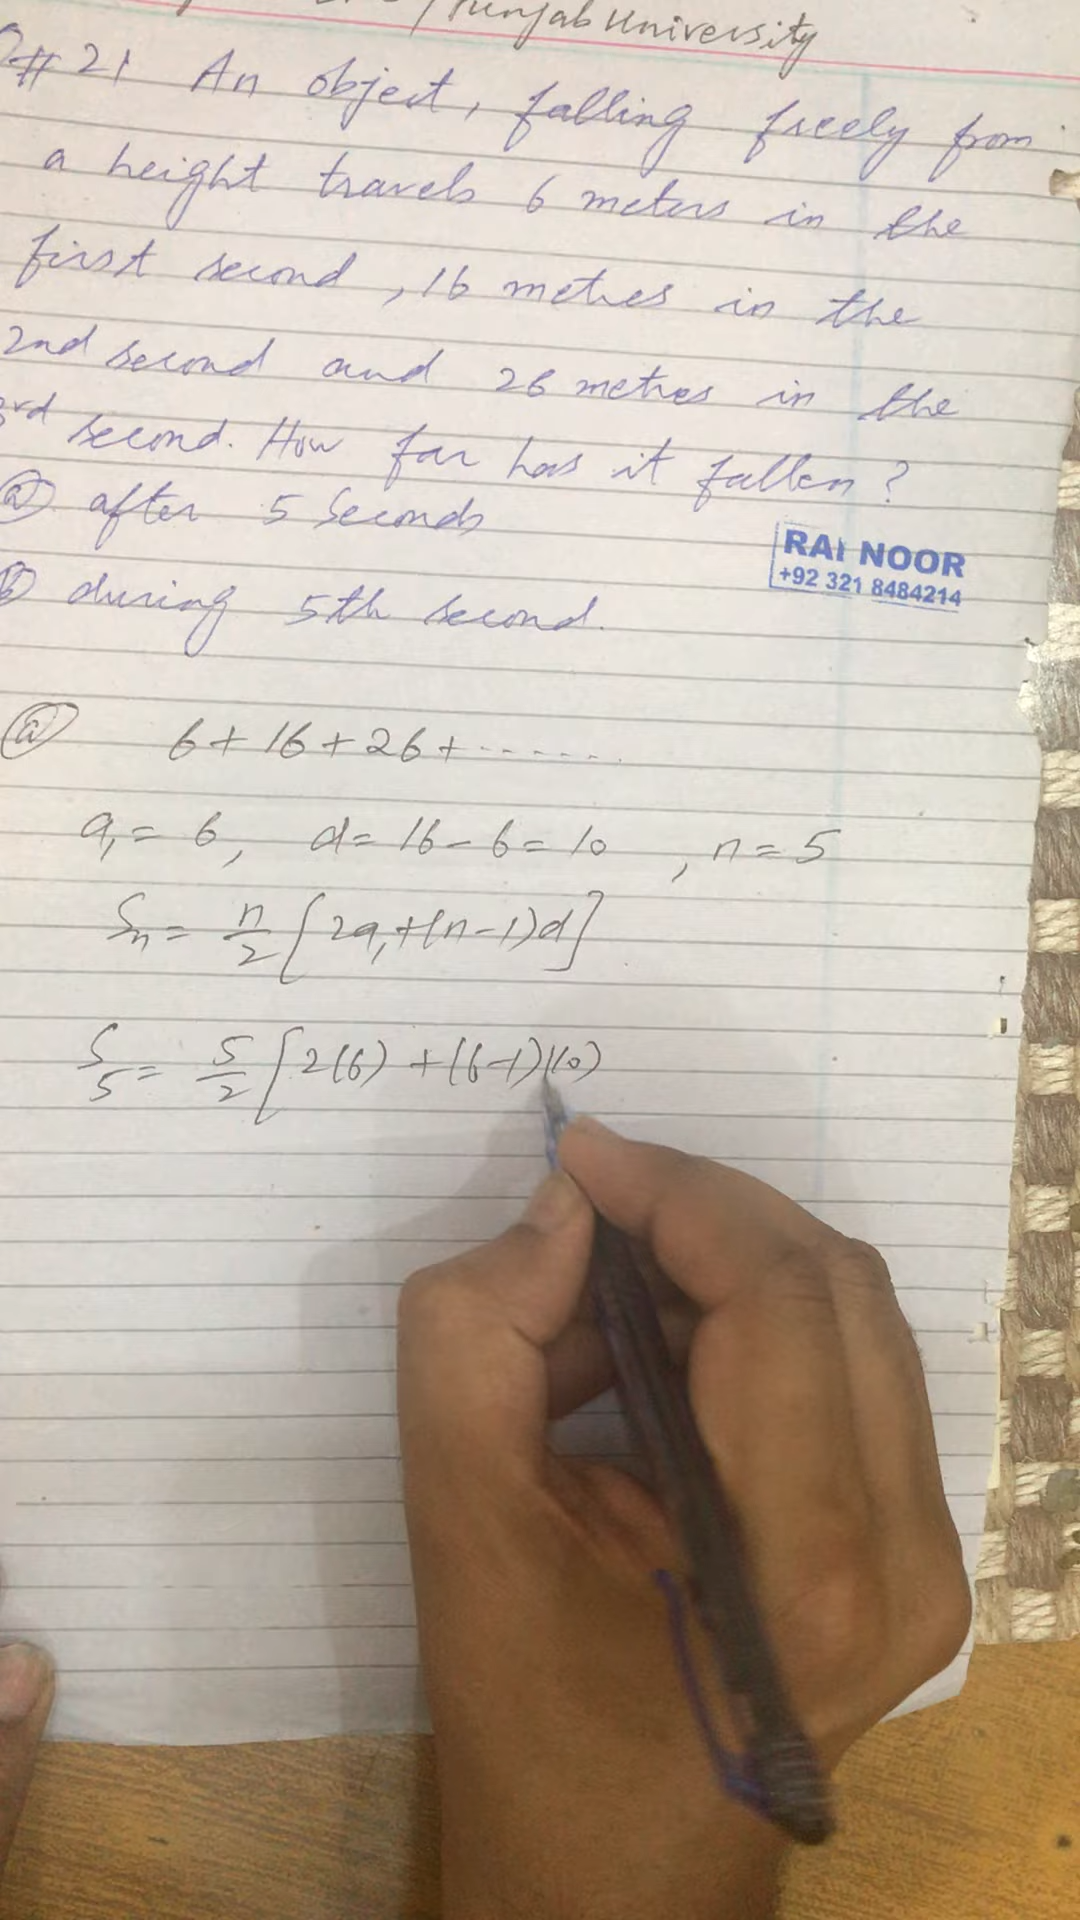 Punjab University
# 21 An object, falling freely from
a height travels 6 meters in the
first second, 16 metres in the
2nd second and 26 metres in the
3rd second. How far has it fallen?
(a) after 5 seconds
RAI NOOR
+92 321 8484214
(b) during 5th second.
(a) 6+16+26+......
a₁ = 6, d = 16 - 6 = 10, n = 5
Sn = n/2 [2a₁+(n-1)d]
S5 = 5/2 [2(6) + (6-1)(10)